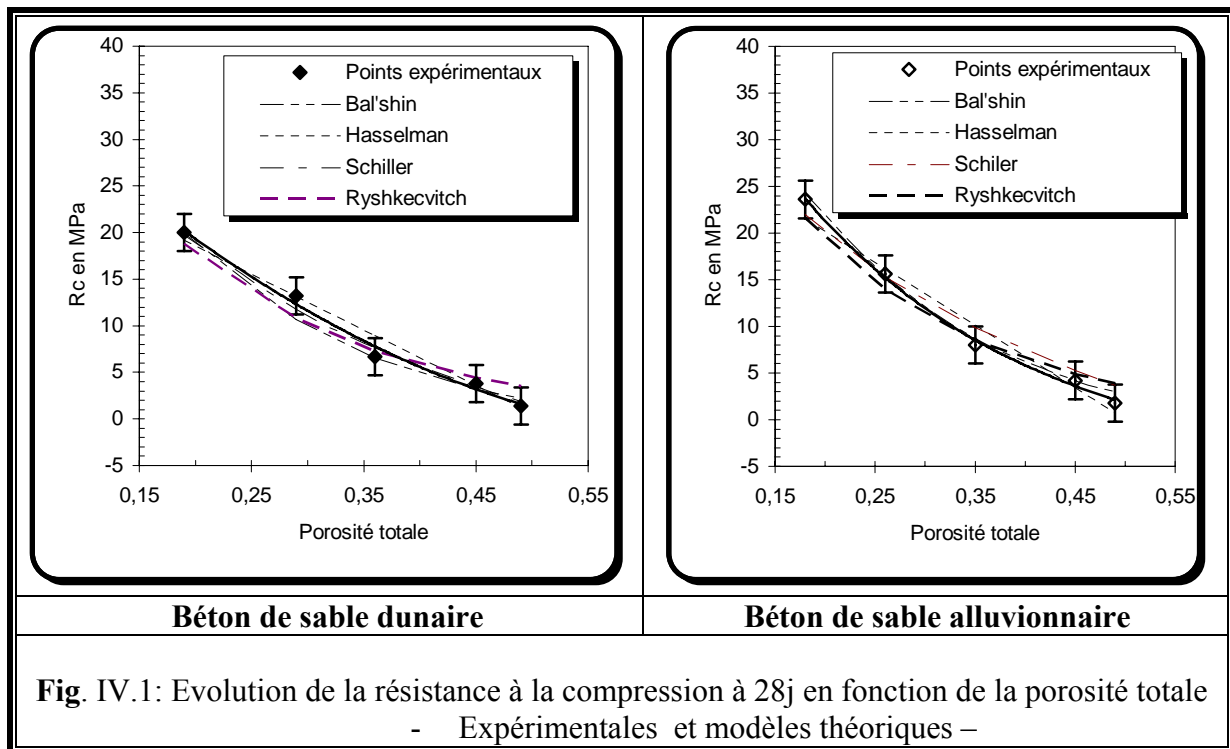 40
35
30
25
20
15
10
5
0
-5
Rc en MPa
Points expérimentaux
Bal'shin
Hasselman
Schiller
Ryshkecvitch
0,15 0,25 0,35 0,45 0,55
Porosité totale
40
35
30
25
20
15
10
5
0
-5
Rc en MPa
Points expérimentaux
Bal'shin
Hasselman
Schiler
Ryshkecvitch
0,15 0,25 0,35 0,45 0,55
Porosité totale
Béton de sable dunaire
Béton de sable alluvionnaire
Fig. IV.1: Evolution de la résistance à la compression à 28j en fonction de la porosité totale
- Expérimentales et modèles théoriques –